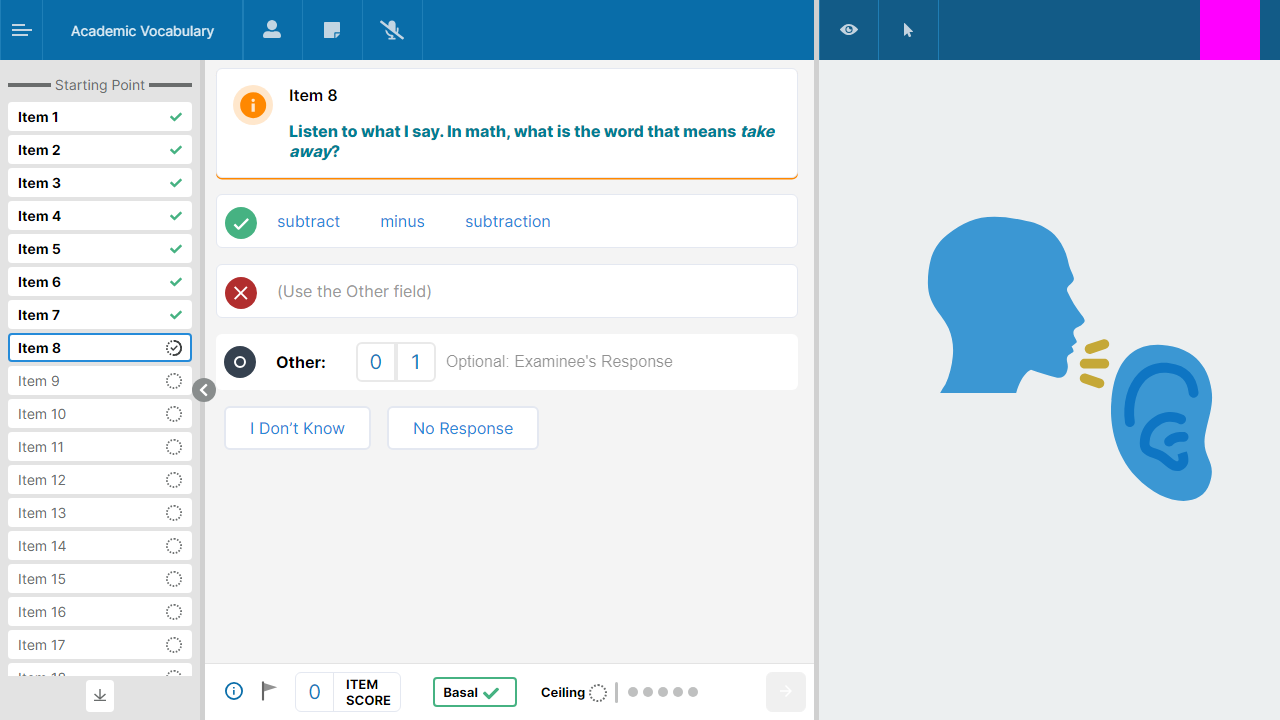 Academic Vocabulary
Starting Point
Item 1
Item 2
Item 3
Item 4
Item 5
Item 6
Item 7
Item 8
Item 9
Item 10
Item 11
Item 12
Item 13
Item 14
Item 15
Item 16
Item 17
Item 8
Listen to what I say. In math, what is the word that means take
away?
subtract minus subtraction
(Use the Other field)
Other: 0 1 Optional: Examinee's Response
I Don’t Know No Response
0 ITEM
SCORE
Basal
Ceiling